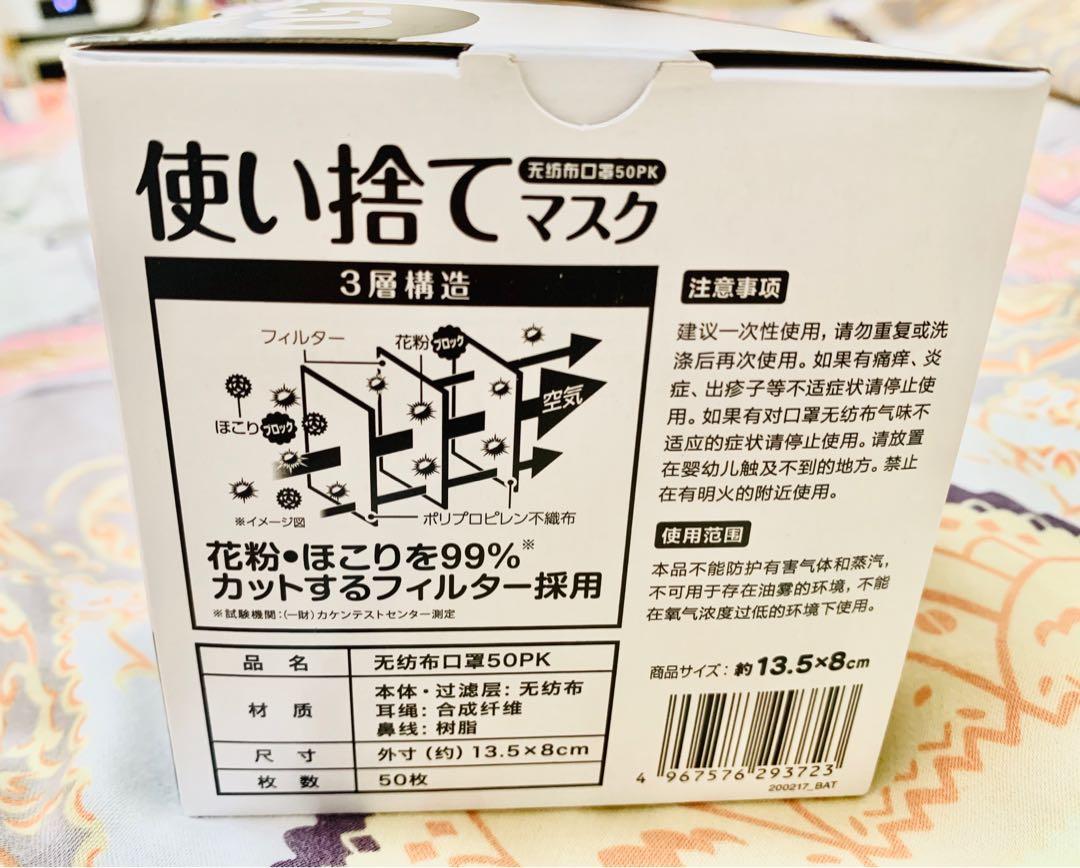 使い捨て
无纺布口罩50PK
マスク
3層構造
フィルター
花粉 ブロック
空気
ほこり ブロック
※イメージ図
ポリプロピレン不織布
花粉・ほこりを99%※
カットするフィルター採用
※試験機関:(一財)カケンテストセンター測定
注意事项
建议一次性使用，请勿重复或洗
涤后再次使用。如果有痛痒、炎
症、出疹子等不适症状请停止使
用。如果有对口罩无纺布气味不
适应的症状请停止使用。请放置
在婴幼儿触及不到的地方。禁止
在有明火的附近使用。
使用范围
本品不能防护有害气体和蒸汽，
不可用于存在油雾的环境，不能
在氧气浓度过低的环境下使用。
品名 无纺布口罩50PK
材质 本体・过滤层：无纺布
耳绳：合成纤维
鼻线：树脂
尺寸 外寸（约）13.5×8cm
枚数 50枚
商品サイズ：約13.5×8cm
4 967576 293723
200217_BAT